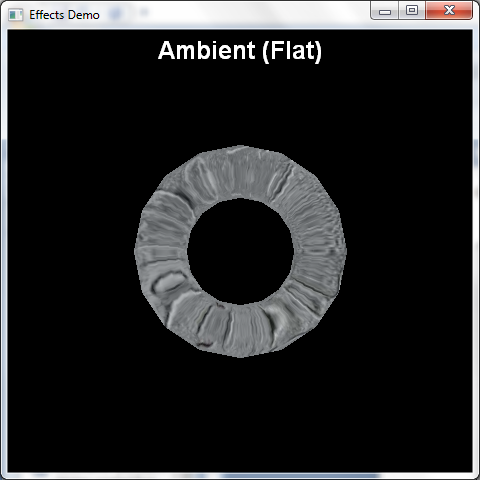 Effects Demo
Ambient (Flat)